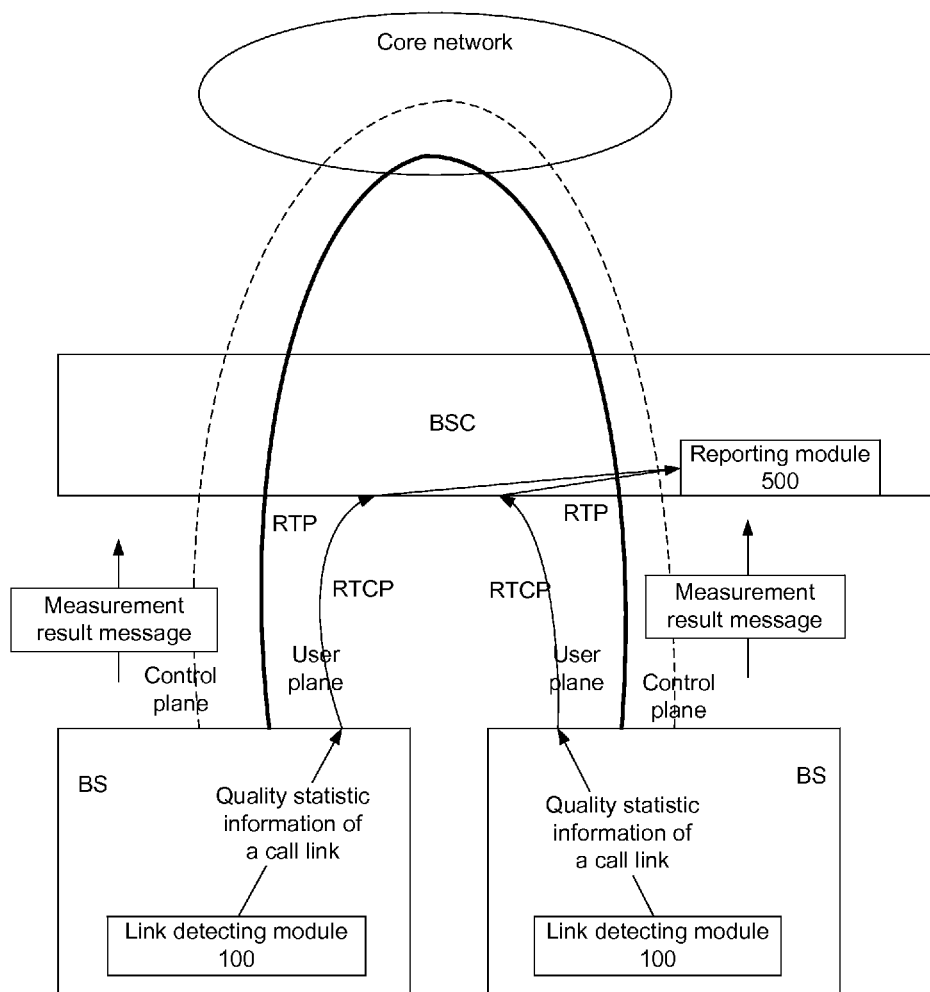 Core network
BSC
Reporting module
500
RTP
RTP
RTCP
RTCP
Measurement
result message
Measurement
result message
Control
plane
User
plane
User
plane
Control
plane
BS
BS
Quality statistic
information of
a call link
Quality statistic
information of
a call link
Link detecting module
100
Link detecting module
100